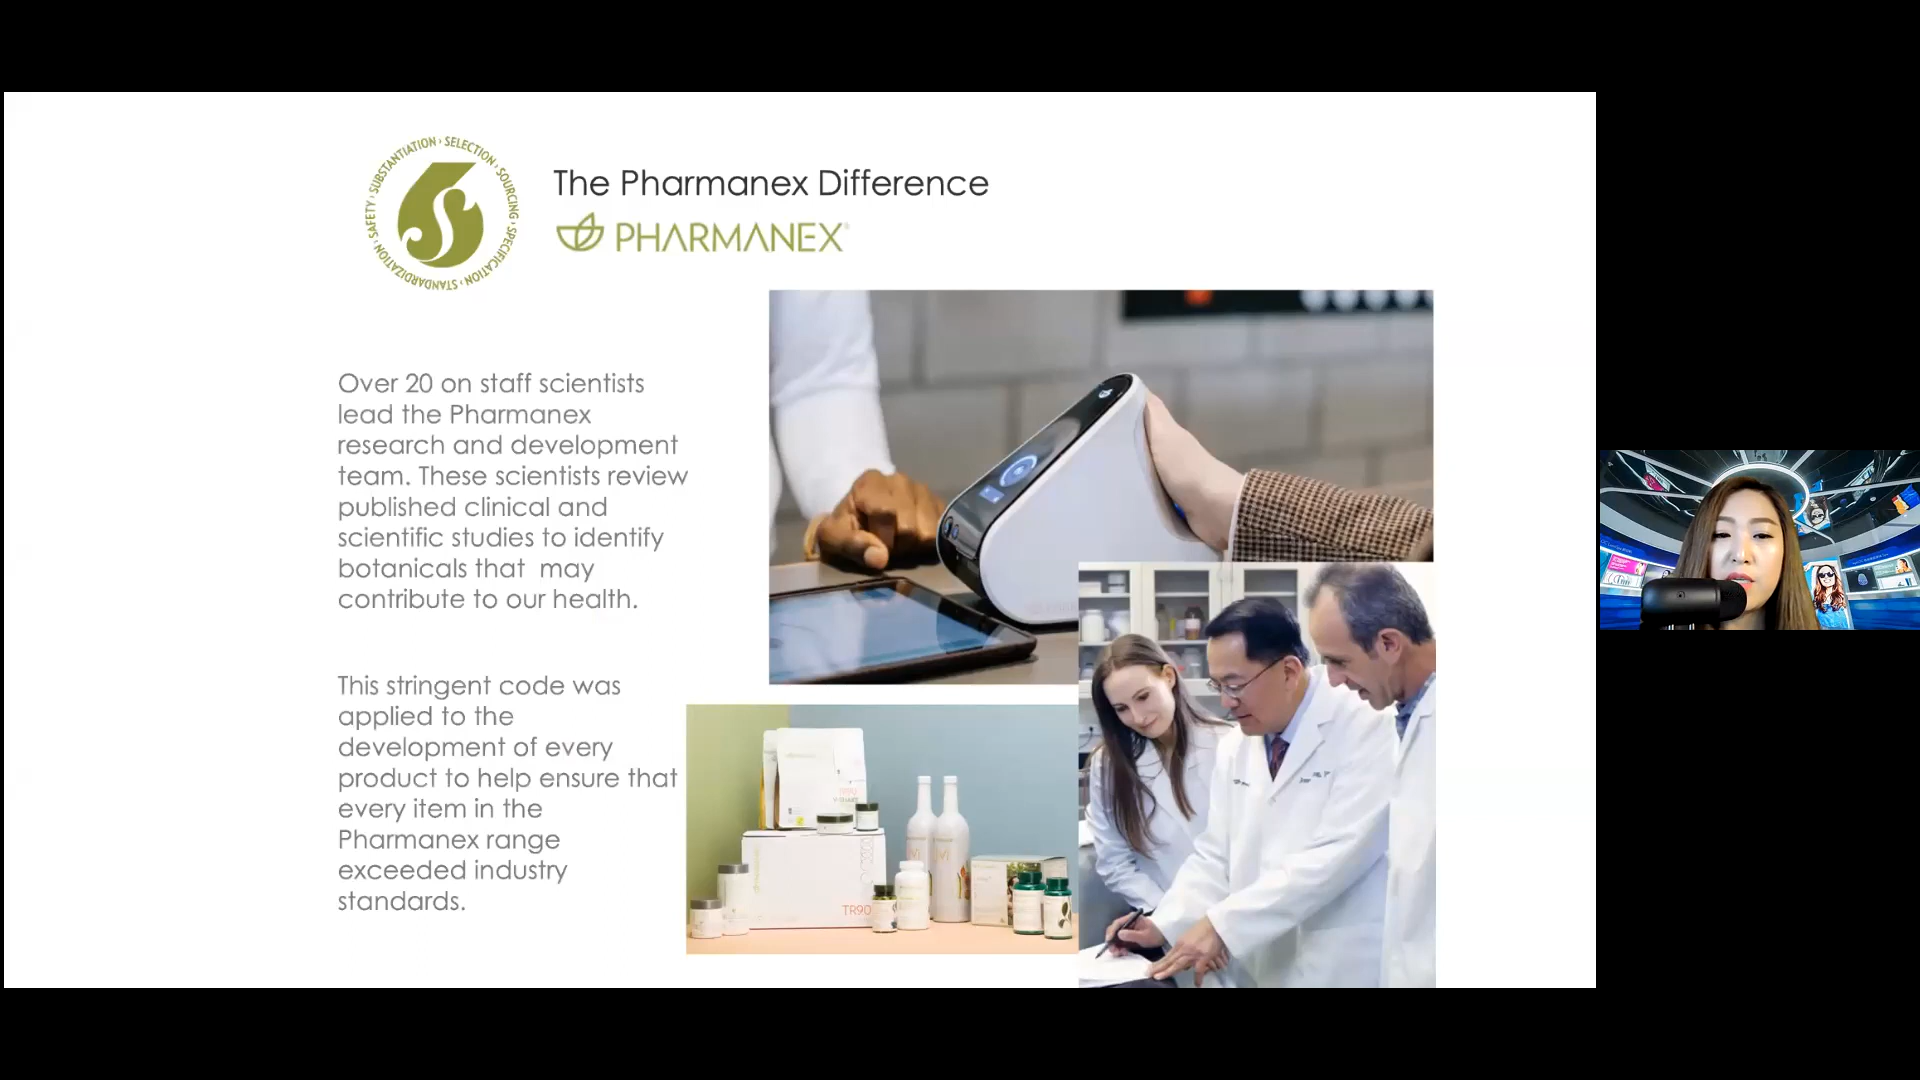 SUBSTANTIATION › SELECTION › SOURCING › SPECIFICATION › STANDARDIZATION › SAFETY ›
6S
The Pharmanex Difference
PHARMANEX®
Over 20 on staff scientists
lead the Pharmanex
research and development
team. These scientists review
published clinical and
scientific studies to identify
botanicals that may
contribute to our health.
This stringent code was
applied to the
development of every
product to help ensure that
every item in the
Pharmanex range
exceeded industry
standards.
TR90
TR90